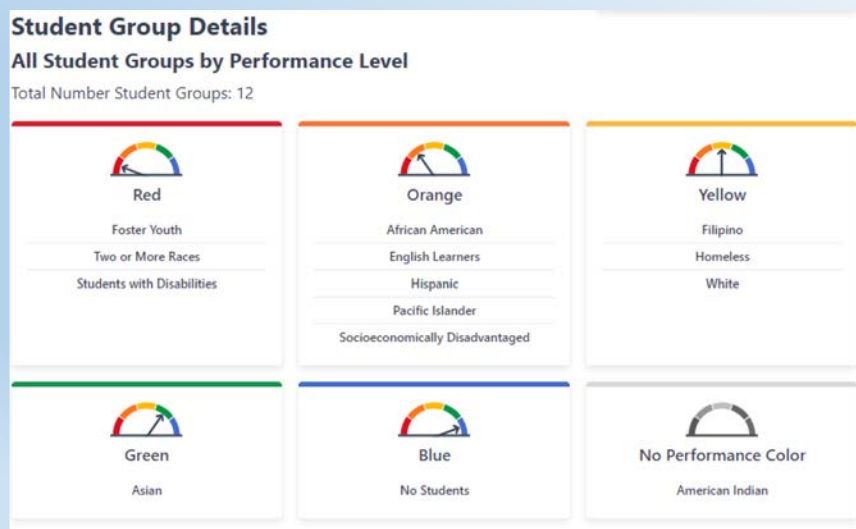 Student Group Details
All Student Groups by Performance Level
Total Number Student Groups: 12
Red
Foster Youth
Two or More Races
Students with Disabilities
Orange
African American
English Learners
Hispanic
Pacific Islander
Socioeconomically Disadvantaged
Yellow
Filipino
Homeless
White
Green
Asian
Blue
No Students
No Performance Color
American Indian